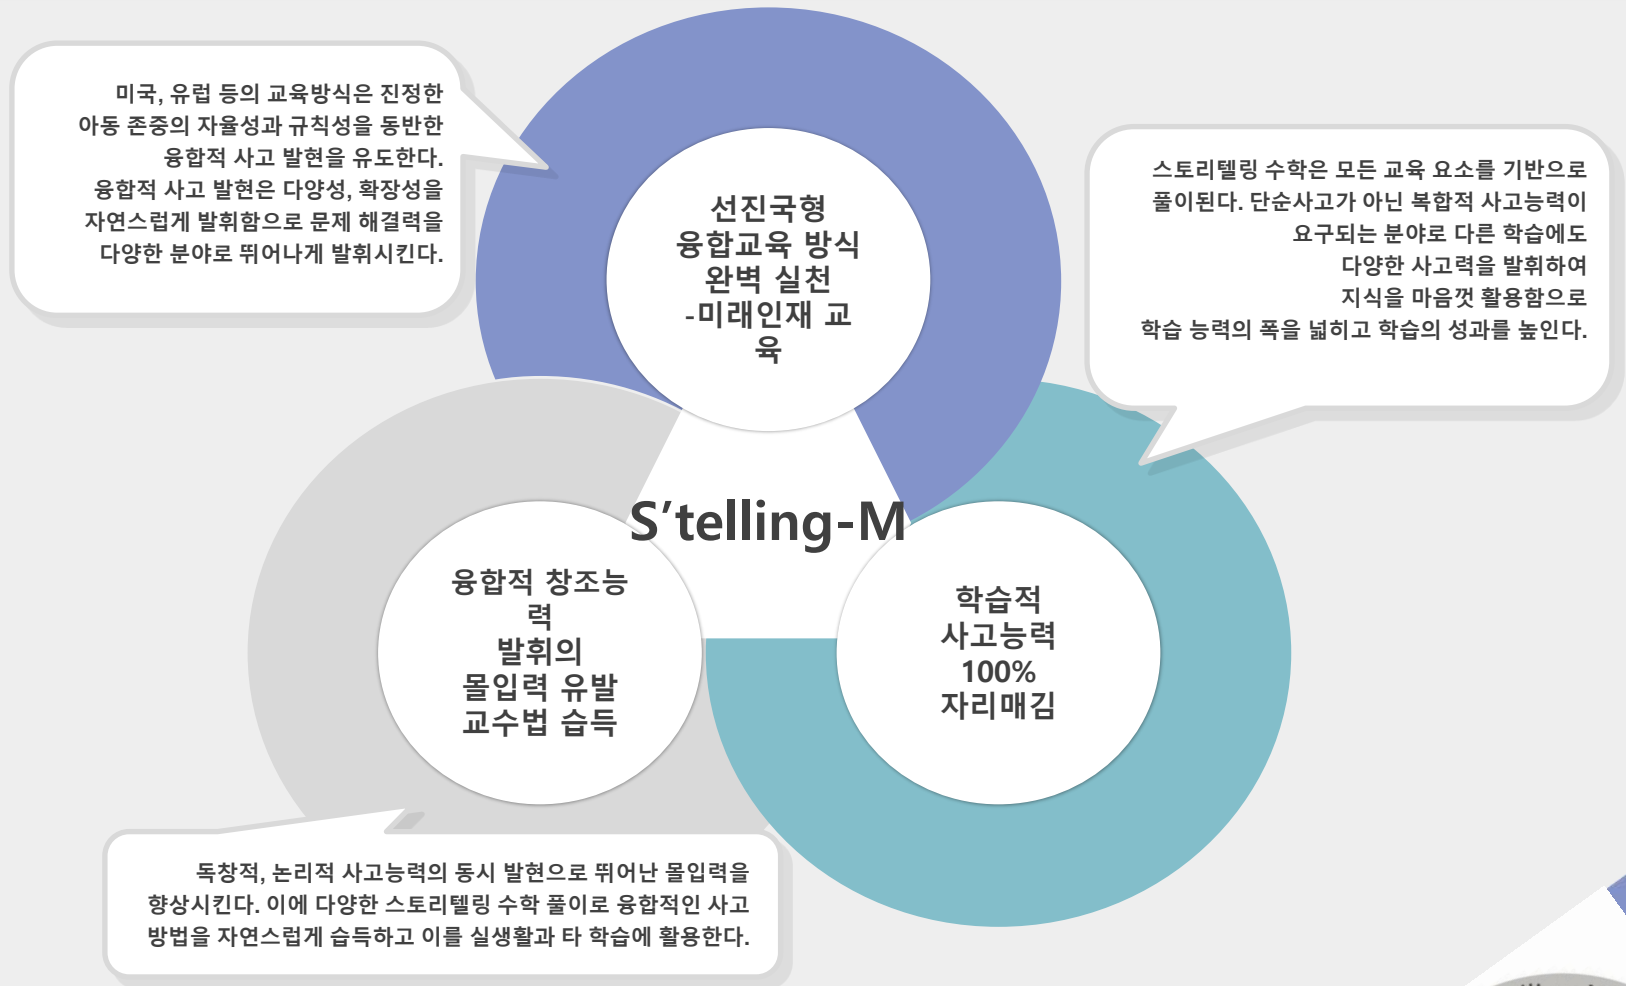 미국, 유럽 등의 교육방식은 진정한
아동 존중의 자율성과 규칙성을 동반한
융합적 사고 발현을 유도한다.
융합적 사고 발현은 다양성, 확장성을
자연스럽게 발휘함으로 문제 해결력을
다양한 분야로 뛰어나게 발휘시킨다.
선진국형
융합교육 방식
완벽 실천
-미래인재 교
육
스토리텔링 수학은 모든 교육 요소를 기반으로
풀이된다. 단순사고가 아닌 복합적 사고능력이
요구되는 분야로 다른 학습에도
다양한 사고력을 발휘하여
지식을 마음껏 활용함으로
학습 능력의 폭을 넓히고 학습의 성과를 높인다.
S’telling-M
융합적 창조능
력
발휘의
몰입력 유발
교수법 습득
학습적
사고능력
100%
자리매김
독창적, 논리적 사고능력의 동시 발현으로 뛰어난 몰입력을
향상시킨다. 이에 다양한 스토리텔링 수학 풀이로 융합적인 사고
방법을 자연스럽게 습득하고 이를 실생활과 타 학습에 활용한다.